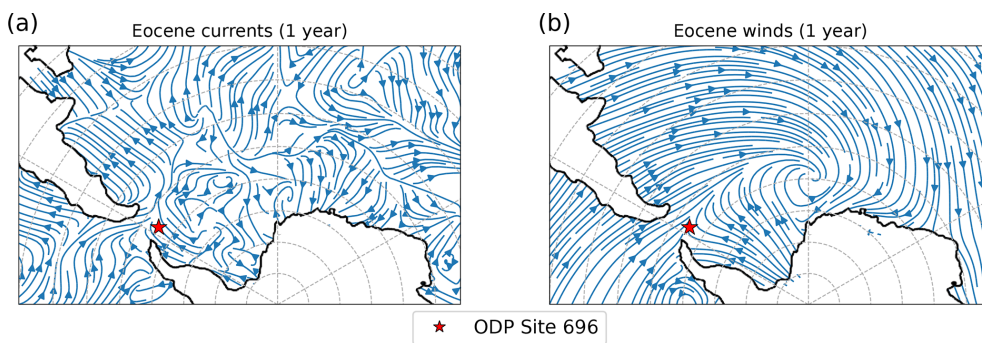 (a)
Eocene currents (1 year)
(b)
Eocene winds (1 year)
ODP Site 696